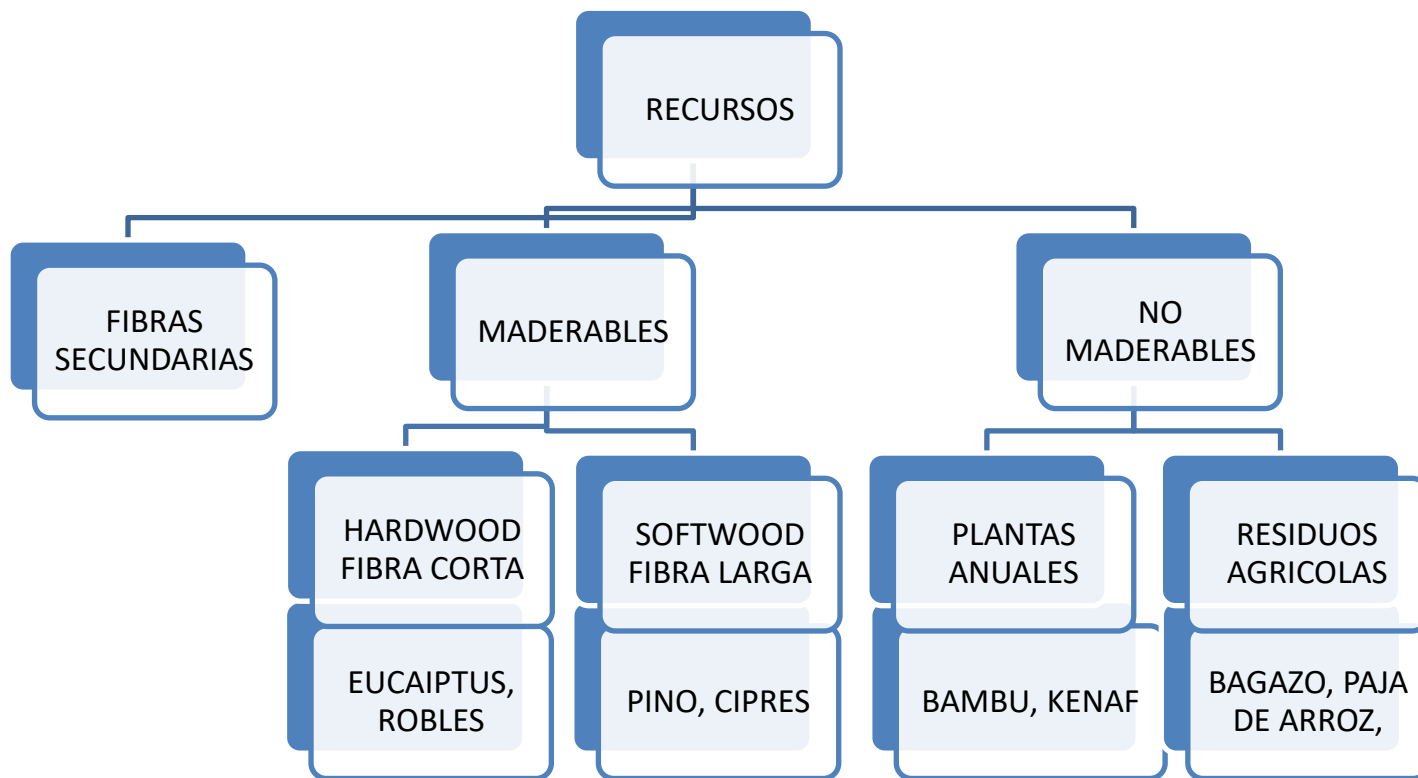 RECURSOS
FIBRAS
SECUNDARIAS
MADERABLES
NO
MADERABLES
HARDWOOD
FIBRA CORTA
SOFTWOOD
FIBRA LARGA
PLANTAS
ANUALES
RESIDUOS
AGRICOLAS
EUCAIPTUS,
ROBLES
PINO, CIPRES
BAMBU, KENAF
BAGAZO, PAJA
DE ARROZ,